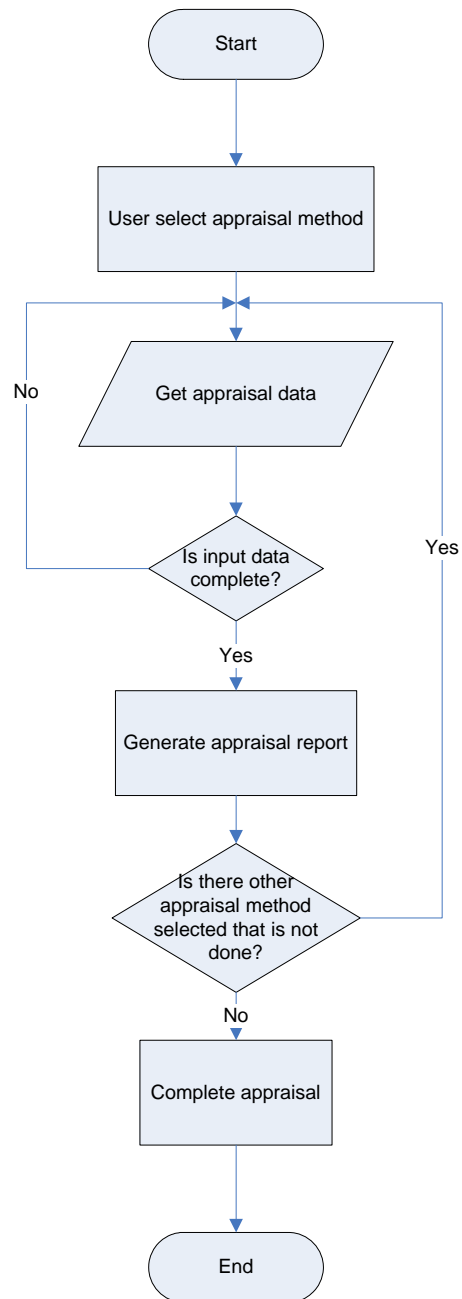 Start
User select appraisal method
No
Get appraisal data
Yes
Is input data
complete?
Yes
Generate appraisal report
Is there other
appraisal method
selected that is not
done?
No
Complete appraisal
End